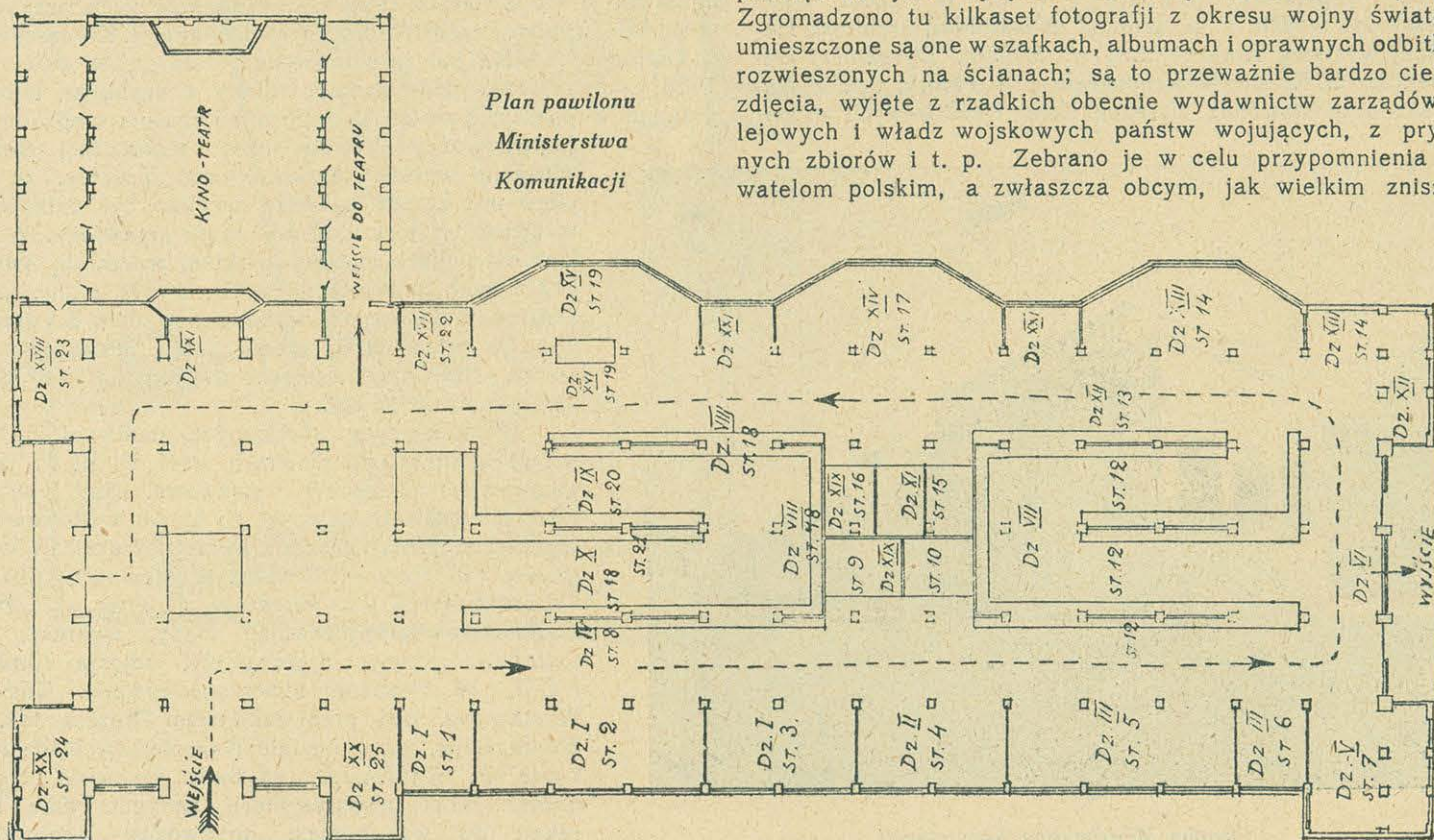 Zgromadzono tu kilkaset fotografji z okresu wojny świat
umieszczone są one w szafkach, albumach i oprawnych odbit
rozwieszonych na ścianach; są to przeważnie bardzo cie
zdjęcia, wyjęte z rzadkich obecnie wydawnictw zarządów
lejowych i władz wojskowych państw wojujących, z pry
nych zbiorów i t. p. Zebrano je w celu przypomnienia
watelom polskim, a zwłaszcza obcym, jak wielkim znis
Plan pawilonu
Ministerstwa
Komunikacji
KINO-TEATR
WEJŚCIE DO TEATRU
Dz XVIII
ST. 23
Dz XXI
Dz. XVII
ST. 22
Dz XV
ST 19
Dz XVI
ST 19
Dz XXI
Dz XIV
ST 17
Dz XXI
Dz XIII
ST 14
Dz XIII
ST. 14
Dz. XII
Dz XII
ST. 13
Dz. VIII
ST. 18
Dz IX
ST. 20
Dz X
ST 18
ST. 21
Dz VIII
ST. 18
Dz XIX
ST. 16
Dz XI
ST 15
ST 9
Dz XIX
ST. 10
Dz VII
ST. 12
ST. 12
ST. 12
Dz VI
WYJŚCIE
Dz IV
ST. 8
Dz. XX
ST 24
WEJŚCIE
Dz XX
ST. 25
Dz. I
ST. 1
Dz. I
ST. 2
Dz. I
ST. 3.
Dz. II
ST. 4
Dz. III
ST. 5
Dz III
ST. 6
Dz. V
ST. 7